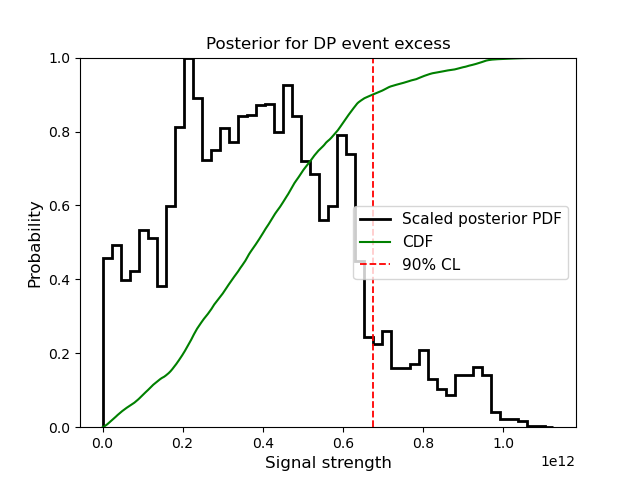 Posterior for DP event excess
Probability
1.0
0.8
0.6
0.4
0.2
0.0
Scaled posterior PDF
CDF
90% CL
0.0 0.2 0.4 0.6 0.8 1.0
1e12
Signal strength